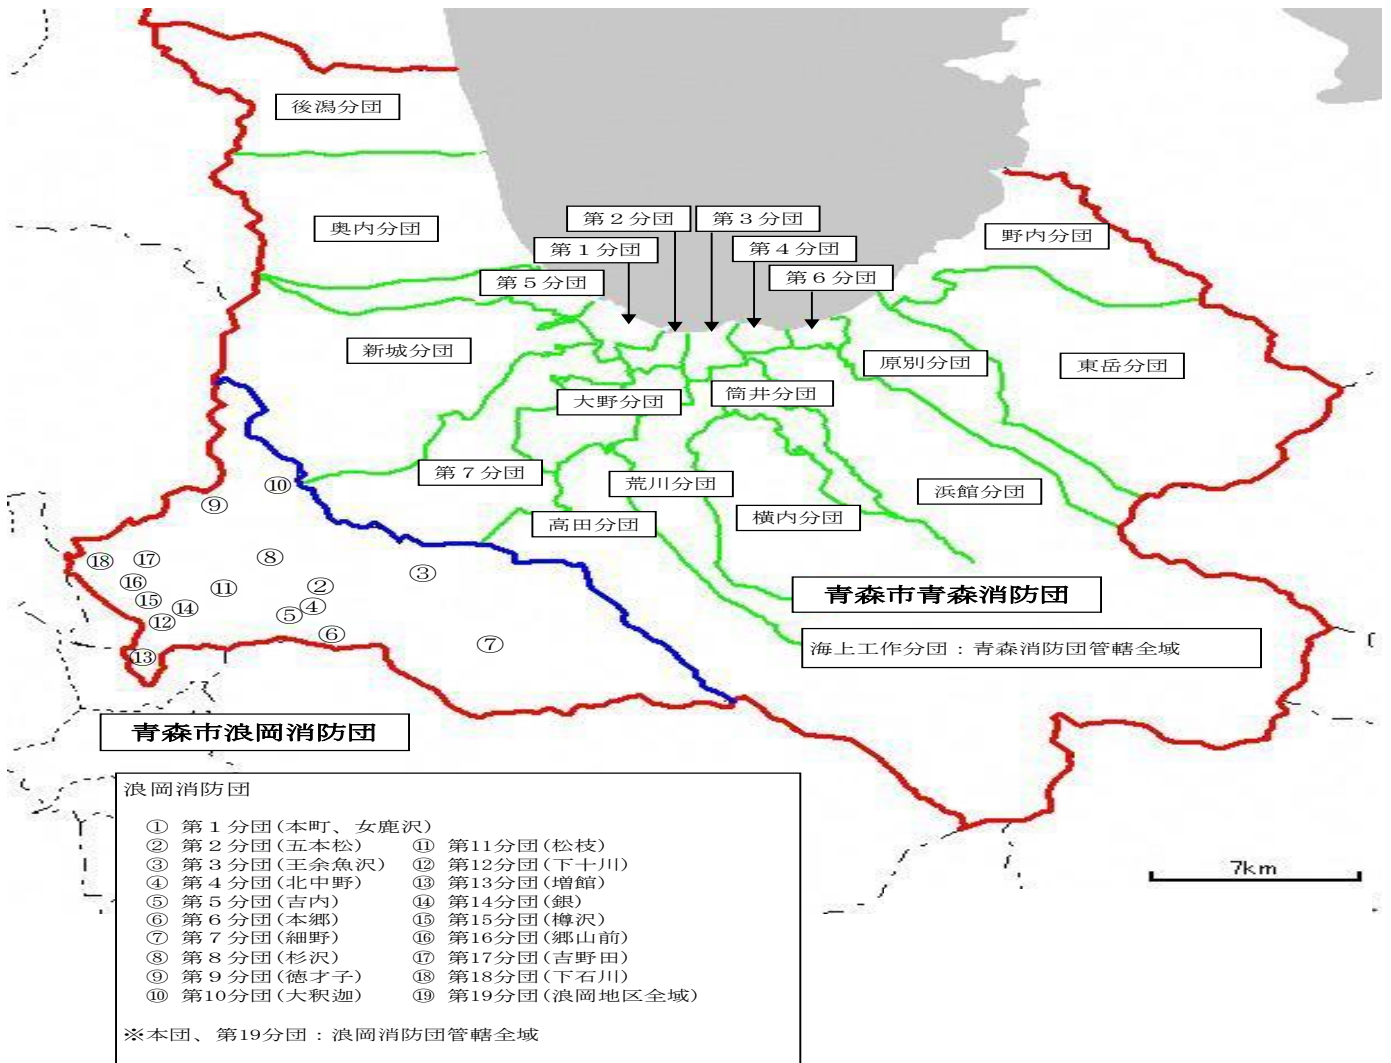 後潟分団
奥内分団
第２分団
第３分団
第１分団
第４分団
野内分団
第５分団
第６分団
新城分団
原別分団
東岳分団
大野分団
筒井分団
第７分団
荒川分団
浜館分団
高田分団
横内分団
⑩
⑨
⑧
⑱
⑰
③
⑯
⑪
②
⑮
⑭
④
⑤
⑫
⑥
⑦
⑬
青森市青森消防団
海上工作分団：青森消防団管轄全域
青森市浪岡消防団
7km
浪岡消防団
① 第１分団(本町、女鹿沢)
② 第２分団(五本松) ⑪ 第11分団(松枝)
③ 第３分団(王余魚沢) ⑫ 第12分団(下十川)
④ 第４分団(北中野) ⑬ 第13分団(増館)
⑤ 第５分団(吉内) ⑭ 第14分団(銀)
⑥ 第６分団(本郷) ⑮ 第15分団(樽沢)
⑦ 第７分団(細野) ⑯ 第16分団(郷山前)
⑧ 第８分団(杉沢) ⑰ 第17分団(吉野田)
⑨ 第９分団(徳才子) ⑱ 第18分団(下石川)
⑩ 第10分団(大釈迦) ⑲ 第19分団(浪岡地区全域)
※本団、第19分団：浪岡消防団管轄全域